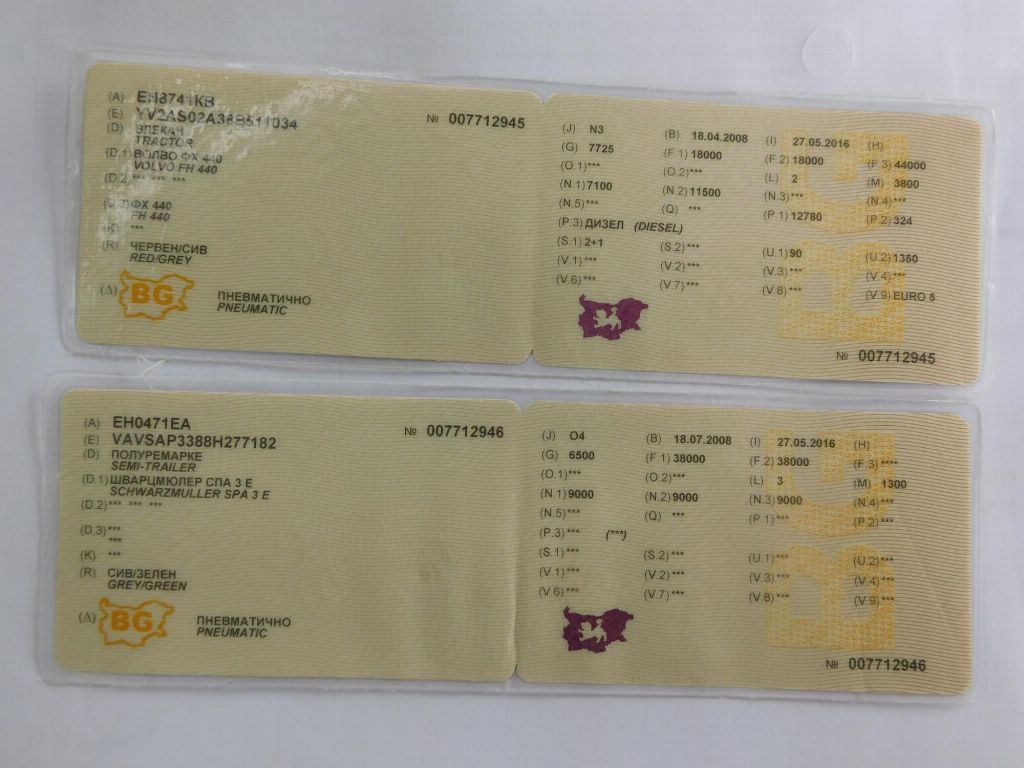 (A) EH8741KB
(E) YV2AS02A38B511034
№ 007712945
(D) ВЛЕКАЧ
TRACTOR
(D.1) ВОЛВО ФХ 440
VOLVO FH 440
(D.2) *** *** ***
(D.3) ФХ 440
FH 440
(K) ***
(R) ЧЕРВЕН/СИВ
RED/GREY
(Δ) BG ПНЕВМАТИЧНО
PNEUMATIC
(J) N3 (B) 18.04.2008 (I) 27.05.2016 (H)
(G) 7725 (F.1) 18000 (F.2) 18000 (F.3) 44000
(O.1) *** (O.2) *** (L) 2 (M) 3800
(N.1) 7100 (N.2) 11500 (N.3) *** (N.4) ***
(N.5) *** (Q) *** (P.1) 12780 (P.2) 324
(P.3) ДИЗЕЛ (DIESEL)
(S.1) 2+1 (S.2) *** (U.1) 90 (U.2) 1350
(V.1) *** (V.2) *** (V.3) *** (V.4) ***
(V.6) *** (V.7) *** (V.8) *** (V.9) EURO 5
№ 007712945
(A) EH0471EA
(E) VAVSAP3388H277182
№ 007712946
(D) ПОЛУРЕМАРКЕ
SEMI-TRAILER
(D.1) ШВАРЦМЮЛЕР СПА 3 Е
SCHWARZMULLER SPA 3 E
(D.2) *** *** ***
(D.3) ***
***
(K) ***
(R) СИВ/ЗЕЛЕН
GREY/GREEN
(Δ) BG ПНЕВМАТИЧНО
PNEUMATIC
(J) O4 (B) 18.07.2008 (I) 27.05.2016 (H)
(G) 6500 (F.1) 38000 (F.2) 38000 (F.3) ****
(O.1) *** (O.2) *** (L) 3 (M) 1300
(N.1) 9000 (N.2) 9000 (N.3) 9000 (N.4) ***
(N.5) *** (Q) *** (P.1) *** (P.2) ***
(P.3) *** (***)
(S.1) *** (S.2) *** (U.1) *** (U.2) ***
(V.1) *** (V.2) *** (V.3) *** (V.4) ***
(V.6) *** (V.7) *** (V.8) *** (V.9) ***
№ 007712946